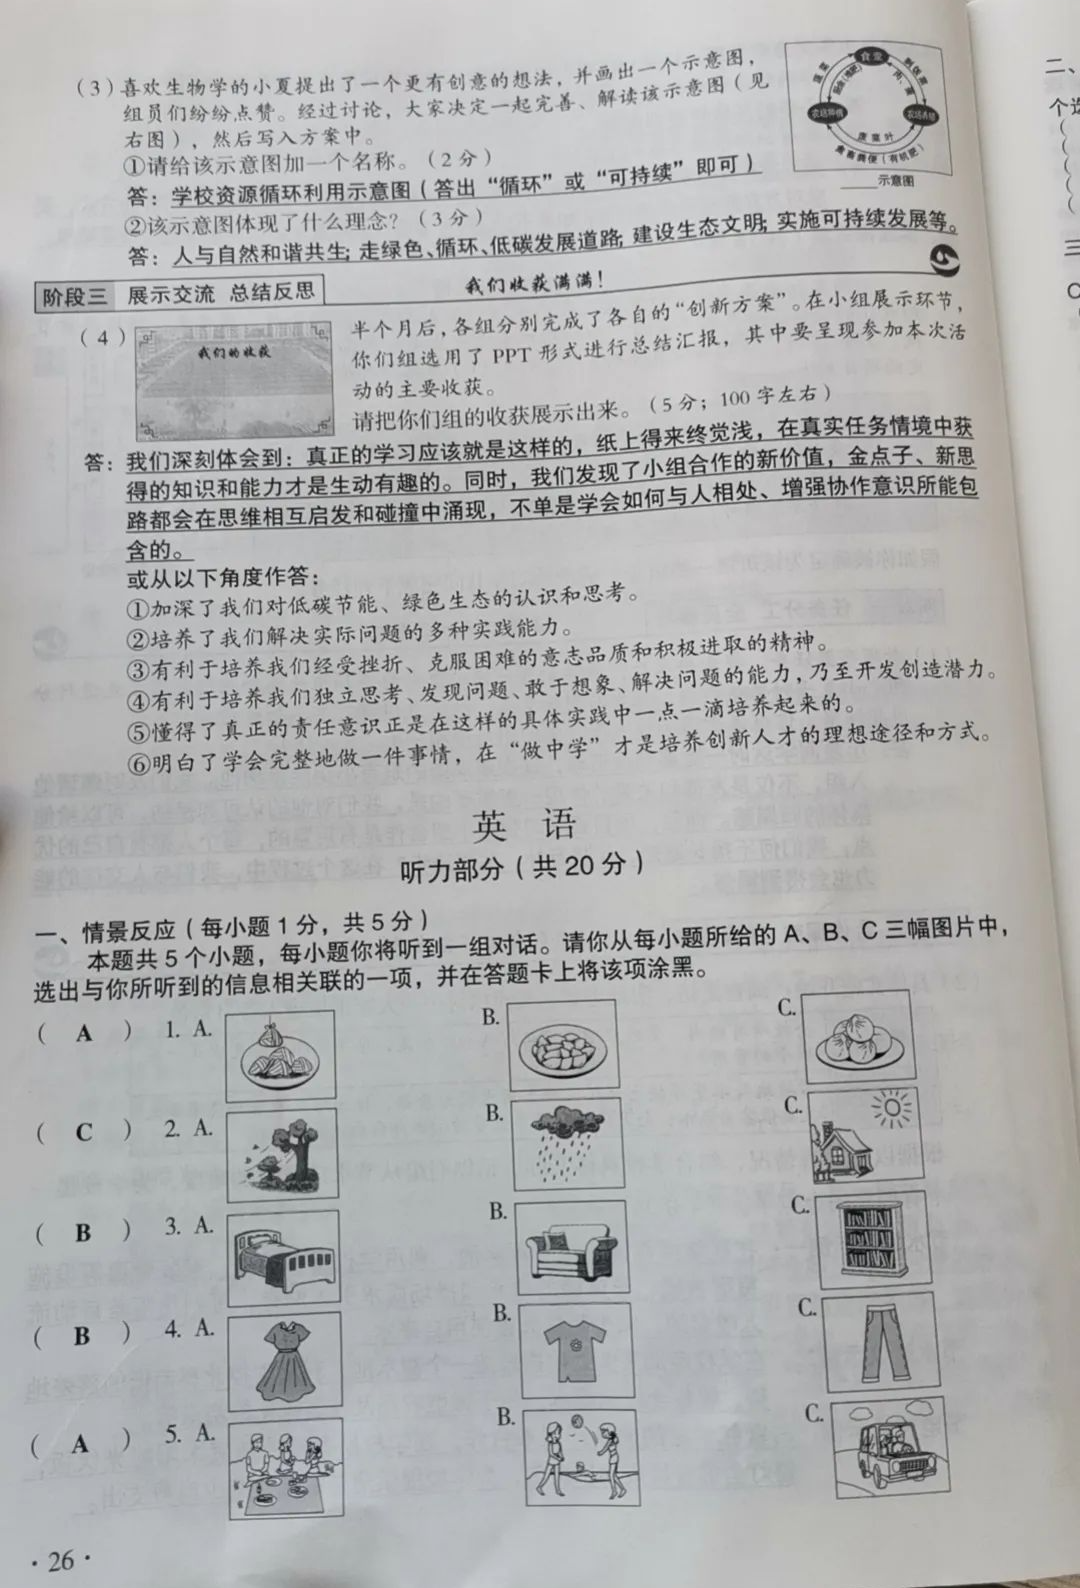 (3)喜欢生物学的小夏提出了一个更有创意的想法，并画出一个示意图，
组员们纷纷点赞。经过讨论，大家决定一起完善、解读该示意图(见
右图)，然后写入方案中。
①请给该示意图加一个名称。(2分)
答：学校资源循环利用示意图(答出“循环”或“可持续”即可)
②该示意图体现了什么理念？(3分)
答：人与自然和谐共生；走绿色、循环、低碳发展道路；建设生态文明；实施可持续发展等。
食堂
农场种植
农场养殖
废菜叶
禽畜粪便(有机肥)
蔬菜
示意图
阶段三 展示交流 总结反思
我们收获满满！
(4)
我们的收获
半个月后，各组分别完成了各自的“创新方案”。在小组展示环节，
你们组选用了PPT形式进行总结汇报，其中要呈现参加本次活
动的主要收获。
请把你们组的收获展示出来。(5分；100字左右)
答：我们深刻体会到：真正的学习应该就是这样的，纸上得来终觉浅，在真实任务情境中获
得的知识和能力才是生动有趣的。同时，我们发现了小组合作的新价值，金点子、新思
路都会在思维相互启发和碰撞中涌现，不单是学会如何与人相处、增强协作意识所能包
含的。
或从以下角度作答：
①加深了我们对低碳节能、绿色生态的认识和思考。
②培养了我们解决实际问题的多种实践能力。
③有利于培养我们经受挫折、克服困难的意志品质和积极进取的精神。
④有利于培养我们独立思考、发现问题、敢于想象、解决问题的能力，乃至开发创造潜力。
⑤懂得了真正的责任意识正是在这样的具体实践中一点一滴培养起来的。
⑥明白了学会完整地做一件事情，在“做中学”才是培养创新人才的理想途径和方式。
英 语
听力部分(共20分)
一、情景反应(每小题1分，共5分)
本题共5个小题，每小题你将听到一组对话。请你从每小题所给的A、B、C三幅图片中，
选出与你所听到的信息相关联的一项，并在答题卡上将该项涂黑。
( A ) 1. A. B. C.
( C ) 2. A. B. C.
( B ) 3. A. B. C.
( B ) 4. A. B. C.
( A ) 5. A. B. C.
·26·
二、
个选
三